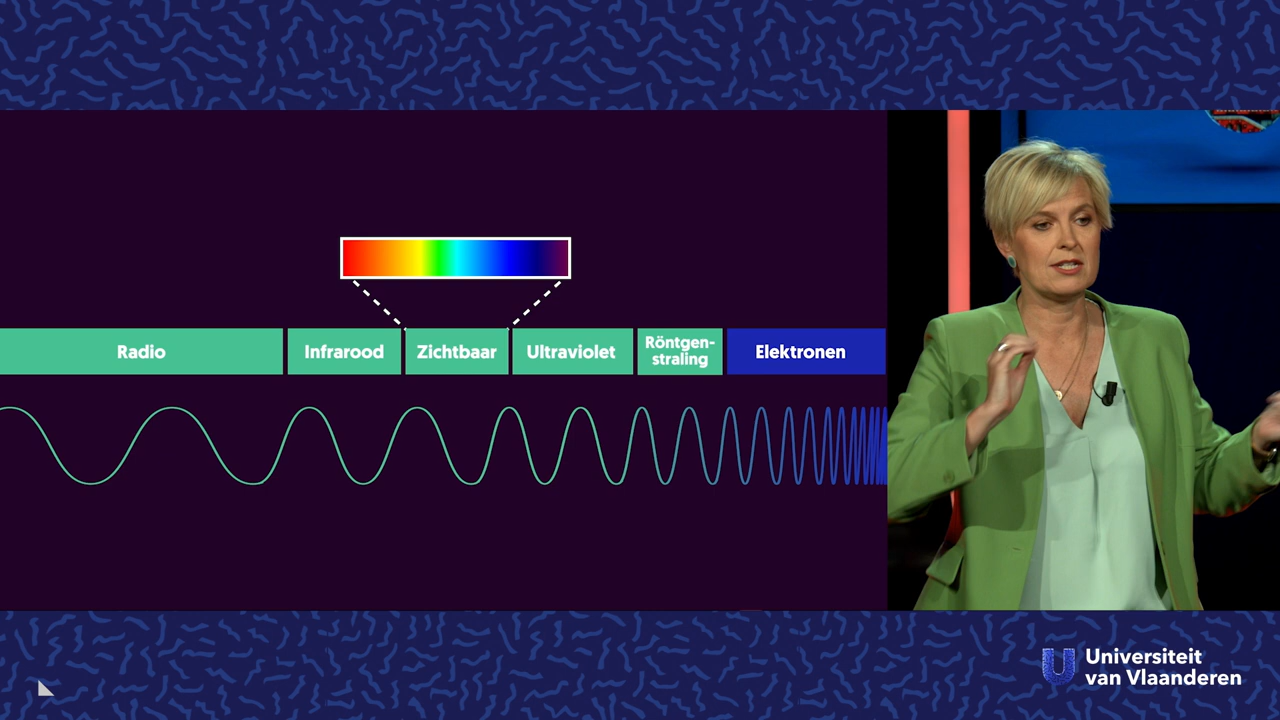 Radio
Infrarood
Zichtbaar
Ultraviolet
Röntgen-
straling
Elektronen
Universiteit
van Vlaanderen